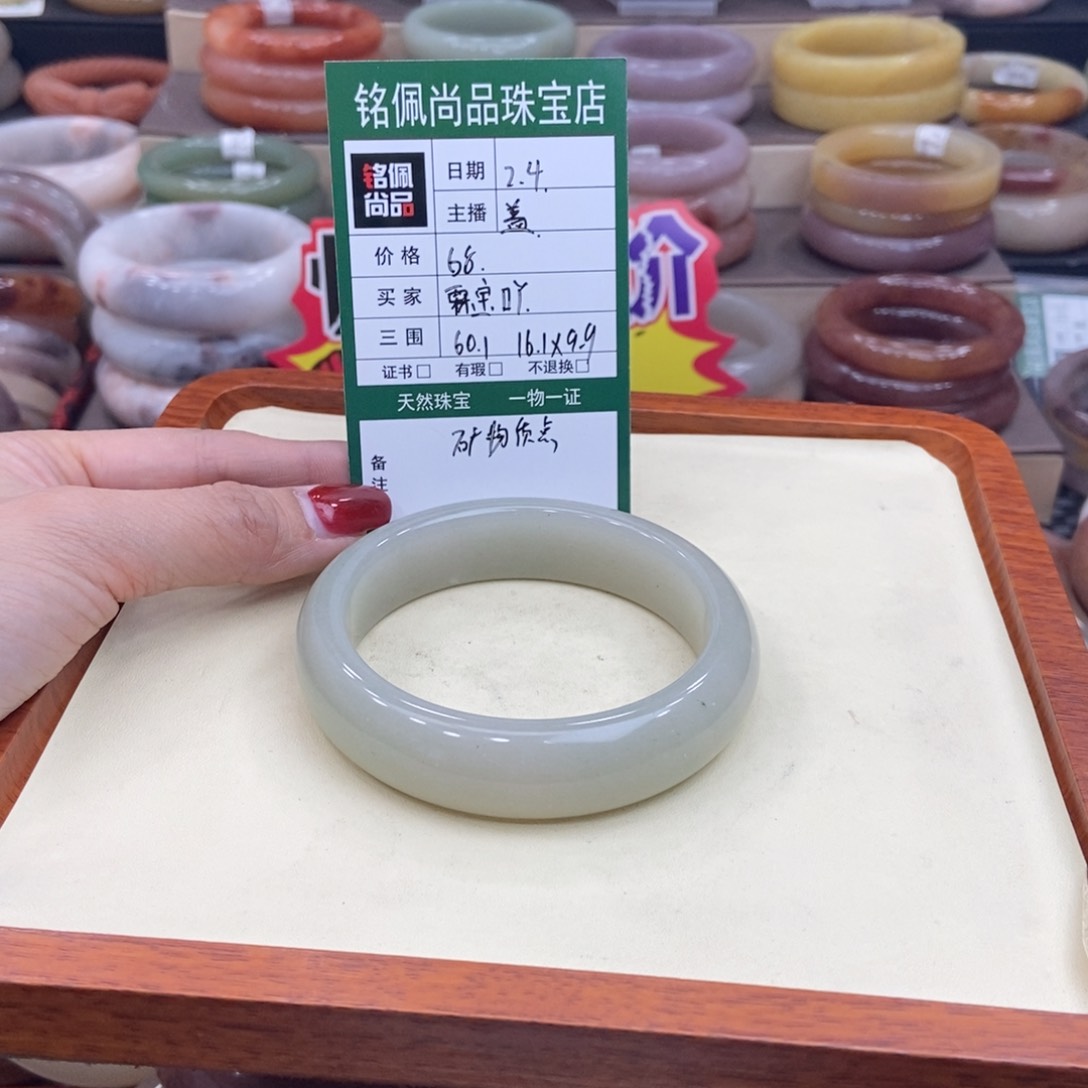 铭佩尚品珠宝店
铭佩
尚品
日期 2.4.
主播 盖.
价格 68.
买家
三围 60.1 16.1X9.9
证书□ 有瑕□ 不退换□
天然珠宝 一物一证
备注 矿物质点
价